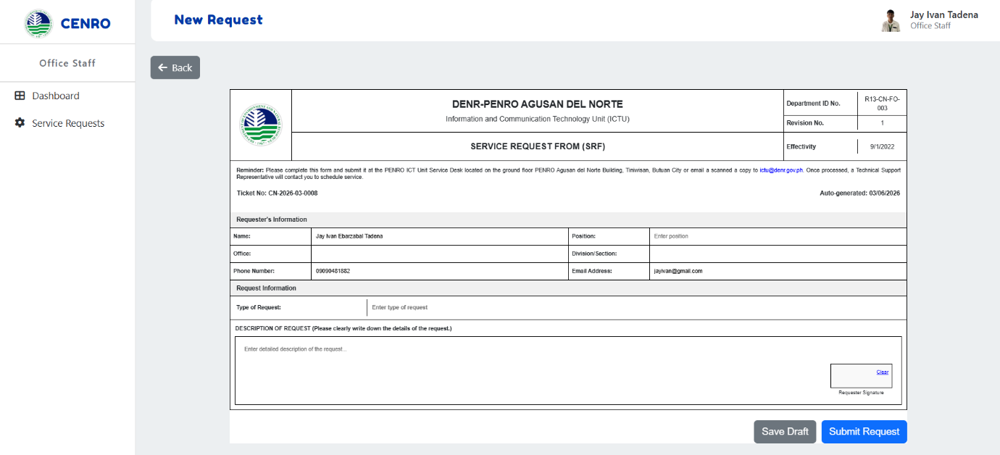 CENRO
New Request
Jay Ivan Tadena
Office Staff
Office Staff
Dashboard
Service Requests
Back
DENR-PENRO AGUSAN DEL NORTE
Information and Communication Technology Unit (ICTU)
SERVICE REQUEST FROM (SRF)
Department ID No.
R13-CN-FO-
003
Revision No.
1
Effectivity
9/1/2022
Reminder: Please complete this form and submit it at the PENRO ICT Unit Service Desk located on the ground floor PENRO Agusan del Norte Building, Tiniwisan, Butuan City or email a scanned a copy to ictu@denr.gov.ph. Once processed, a Technical Support
Representative will contact you to schedule service.
Ticket No: CN-2026-03-0008
Auto-generated: 03/06/2026
Requester's Information
Name:
Jay Ivan Ebarzabal Tadena
Position:
Enter position
Office:
Division/Section:
Phone Number:
09090481882
Email Address:
jayivan@gmail.com
Request Information
Type of Request:
Enter type of request
DESCRIPTION OF REQUEST (Please clearly write down the details of the request.)
Enter detailed description of the request...
Clear
Requester Signature
Save Draft
Submit Request